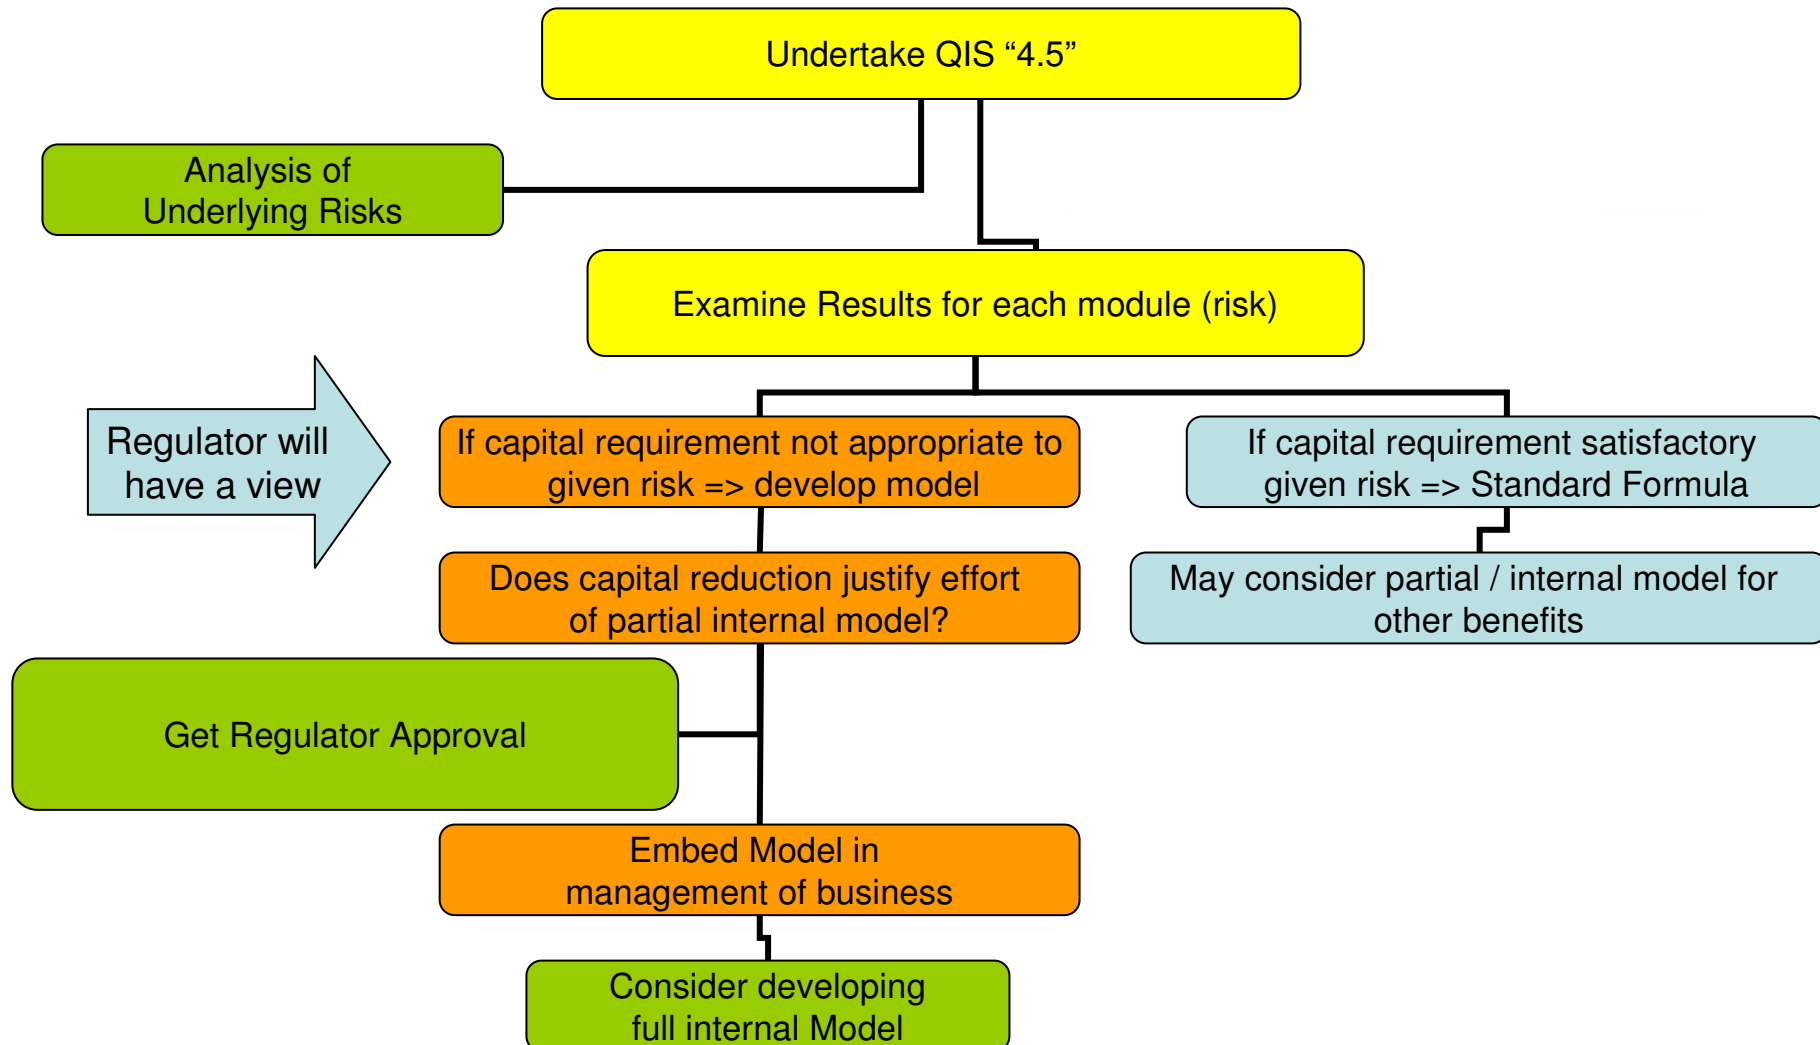 Undertake QIS “4.5”
Analysis of
Underlying Risks
Examine Results for each module (risk)
Regulator will
have a view
If capital requirement not appropriate to
given risk => develop model
If capital requirement satisfactory
given risk => Standard Formula
Does capital reduction justify effort
of partial internal model?
May consider partial / internal model for
other benefits
Get Regulator Approval
Embed Model in
management of business
Consider developing
full internal Model